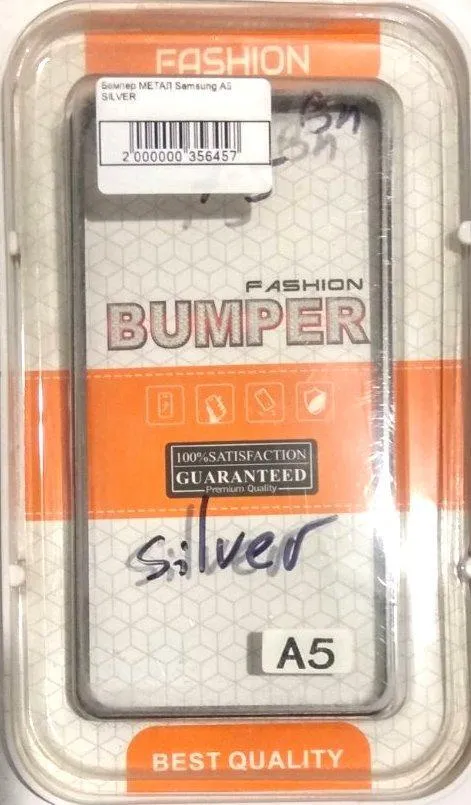 FASHION
Бампер МЕТАЛ Samsung A5
SILVER
2 000000 356457
Вп
FASHION
BUMPER
100%SATISFACTION
GUARANTEED
Premium Quality
silver
A5
BEST QUALITY